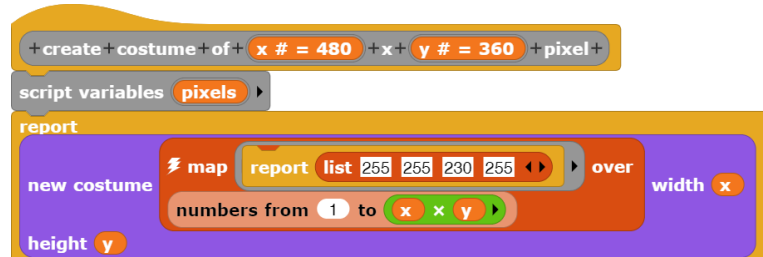 +create+costume+of+ x # = 480 +x+ y # = 360 +pixel+
script variables pixels
report
map report list 255 255 230 255 over
new costume width x
numbers from 1 to x × y
height y